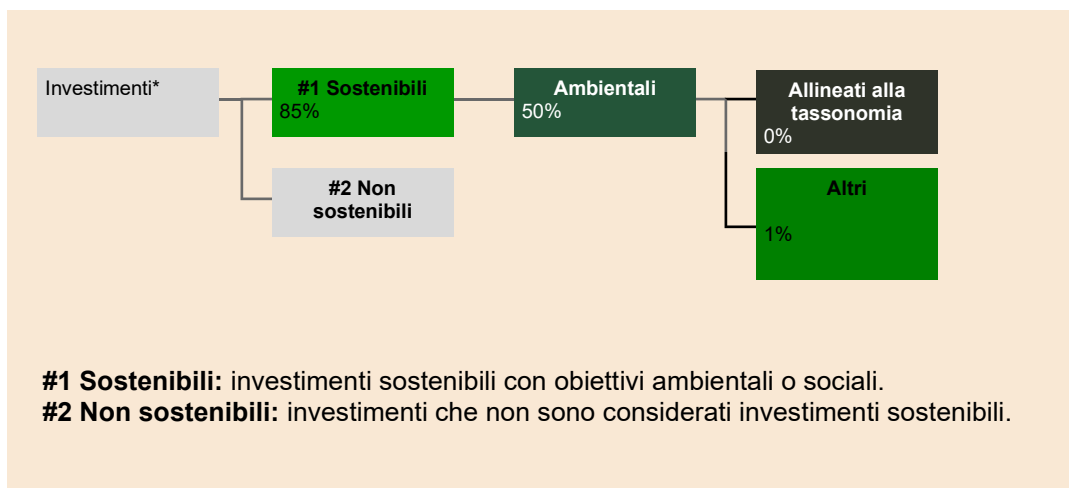 Investimenti*
#1 Sostenibili
85%
Ambientali
50%
Allineati alla
tassonomia
0%
#2 Non
sostenibili
Altri
1%
#1 Sostenibili: investimenti sostenibili con obiettivi ambientali o sociali.
#2 Non sostenibili: investimenti che non sono considerati investimenti sostenibili.